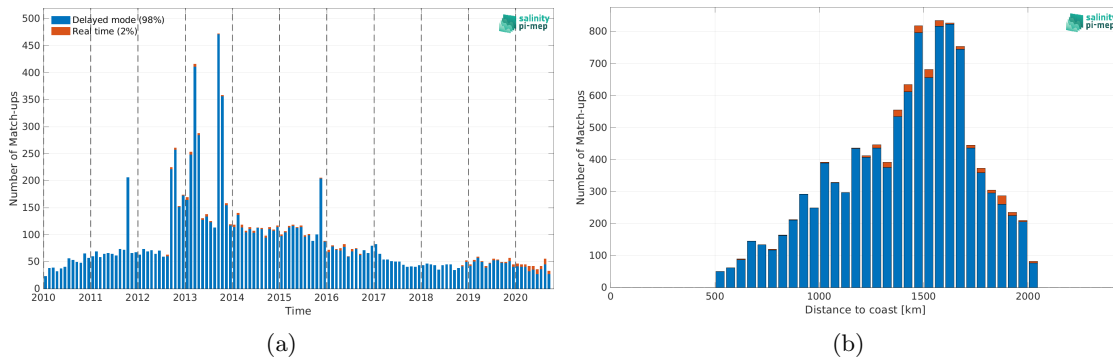 Delayed mode (98%)
Real time (2%)
salinity
pi-mep
Number of Match-ups
500
450
400
350
300
250
200
150
100
50
0
2010 2011 2012 2013 2014 2015 2016 2017 2018 2019 2020
Time
(a)
salinity
pi-mep
Number of Match-ups
800
700
600
500
400
300
200
100
0
0 500 1000 1500 2000
Distance to coast [km]
(b)